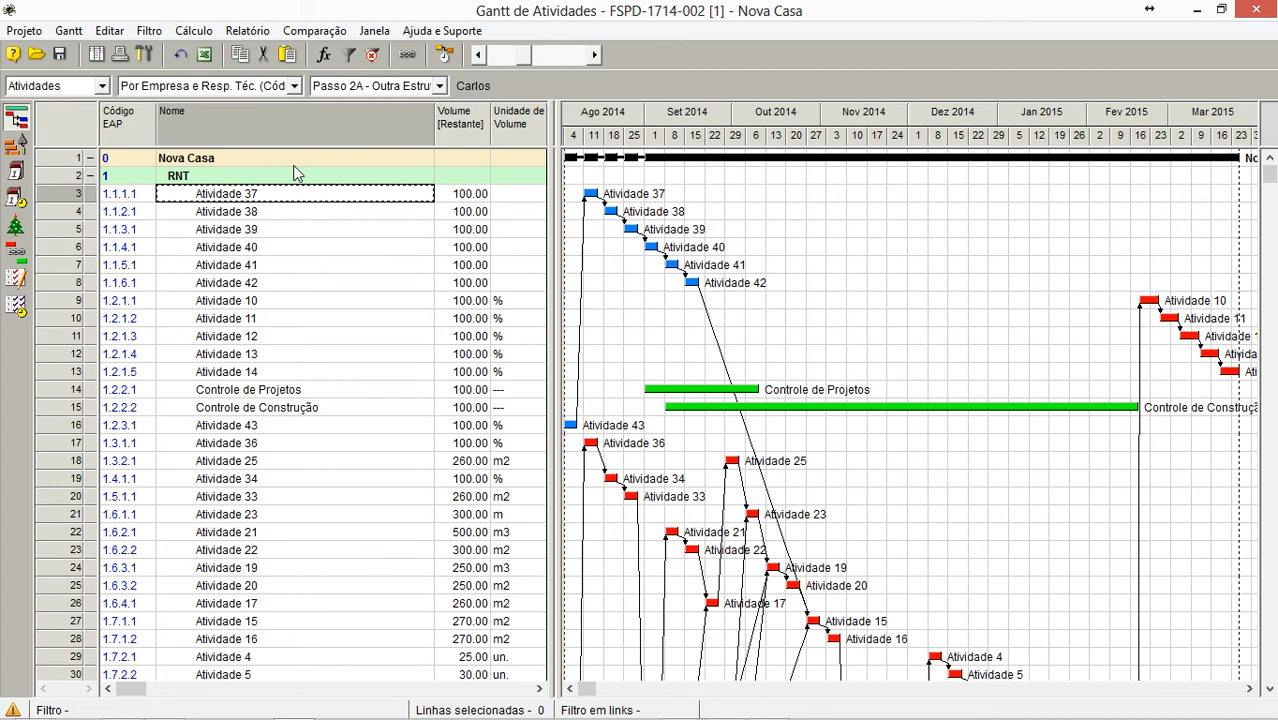 Gantt de Atividades - FSPD-1714-002 [1] - Nova Casa
Projeto Gantt Editar Filtro Cálculo Relatório Comparação Janela Ajuda e Suporte
Atividades Por Empresa e Resp. Téc. (Cód Passo 2A - Outra Estru Carlos
Código EAP Nome Volume [Restante] Unidade de Volume
Ago 2014 Set 2014 Out 2014 Nov 2014 Dez 2014 Jan 2015 Fev 2015 Mar 2015
4 11 18 25 1 8 15 22 29 6 13 20 27 3 10 17 24 1 8 15 22 29 5 12 19 26 2 9 16 23 2 9 16 23 3
1 0 Nova Casa No
2 1 RNT
3 1.1.1.1 Atividade 37 100.00 Atividade 37
4 1.1.2.1 Atividade 38 100.00 Atividade 38
5 1.1.3.1 Atividade 39 100.00 Atividade 39
6 1.1.4.1 Atividade 40 100.00 Atividade 40
7 1.1.5.1 Atividade 41 100.00 Atividade 41
8 1.1.6.1 Atividade 42 100.00 Atividade 42
9 1.2.1.1 Atividade 10 100.00 % Atividade 10
10 1.2.1.2 Atividade 11 100.00 % Atividade 11
11 1.2.1.3 Atividade 12 100.00 % Atividade 1
12 1.2.1.4 Atividade 13 100.00 % Ativida
13 1.2.1.5 Atividade 14 100.00 % Ati
14 1.2.2.1 Controle de Projetos 100.00 --- Controle de Projetos
15 1.2.2.2 Controle de Construção 100.00 --- Controle de Construçã
16 1.2.3.1 Atividade 43 100.00 % Atividade 43
17 1.3.1.1 Atividade 36 100.00 % Atividade 36
18 1.3.2.1 Atividade 25 260.00 m2 Atividade 25
19 1.4.1.1 Atividade 34 100.00 % Atividade 34
20 1.5.1.1 Atividade 33 260.00 m2 Atividade 33
21 1.6.1.1 Atividade 23 300.00 m Atividade 23
22 1.6.2.1 Atividade 21 500.00 m3 Atividade 21
23 1.6.2.2 Atividade 22 300.00 m2 Atividade 22
24 1.6.3.1 Atividade 19 250.00 m3 Atividade 19
25 1.6.3.2 Atividade 20 250.00 m2 Atividade 20
26 1.6.4.1 Atividade 17 260.00 m2 Atividade 17
27 1.7.1.1 Atividade 15 270.00 m2 Atividade 15
28 1.7.1.2 Atividade 16 270.00 m2 Atividade 16
29 1.7.2.1 Atividade 4 25.00 un. Atividade 4
30 1.7.2.2 Atividade 5 30.00 un. Atividade 5
Filtro - Linhas selecionadas - 0 Filtro em links -